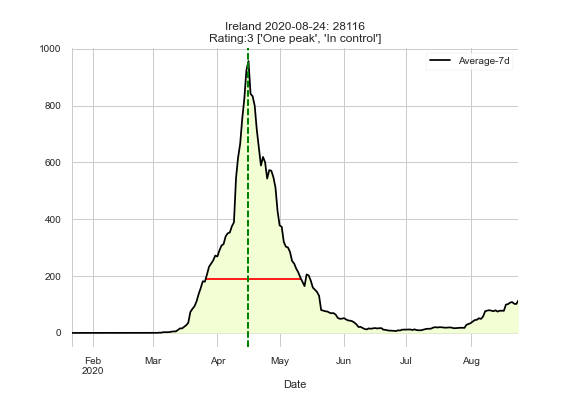 Ireland 2020-08-24: 28116
Rating:3 ['One peak', 'In control']
Average-7d
1000
800
600
400
200
0
Feb Mar Apr May Jun Jul Aug
2020
Date